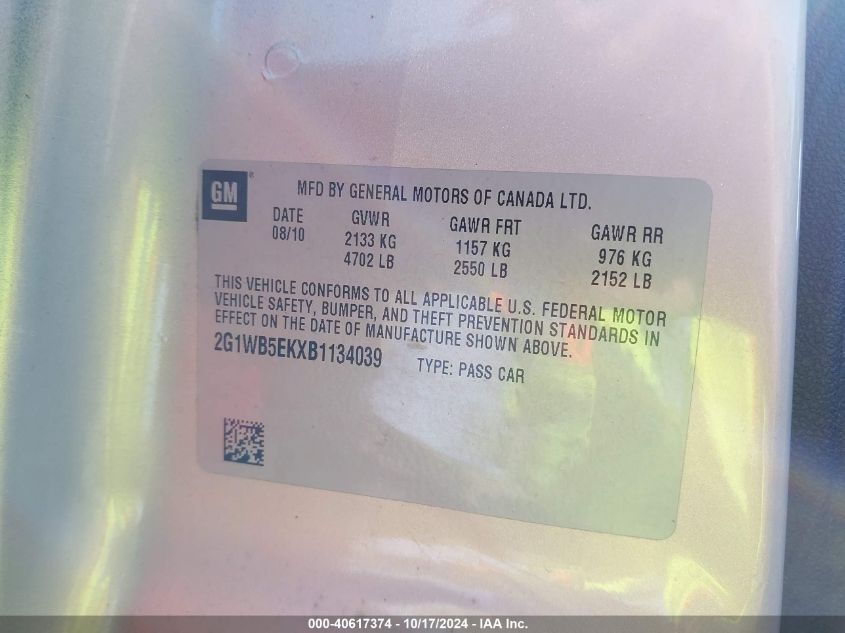 GM ®
MFD BY GENERAL MOTORS OF CANADA LTD.
DATE GVWR GAWR FRT GAWR RR
08/10 2133 KG 1157 KG 976 KG
4702 LB 2550 LB 2152 LB
THIS VEHICLE CONFORMS TO ALL APPLICABLE U.S. FEDERAL MOTOR
VEHICLE SAFETY, BUMPER, AND THEFT PREVENTION STANDARDS IN
EFFECT ON THE DATE OF MANUFACTURE SHOWN ABOVE.
2G1WB5EKXB1134039 TYPE: PASS CAR
000-40617374 - 10/17/2024 - IAA Inc.